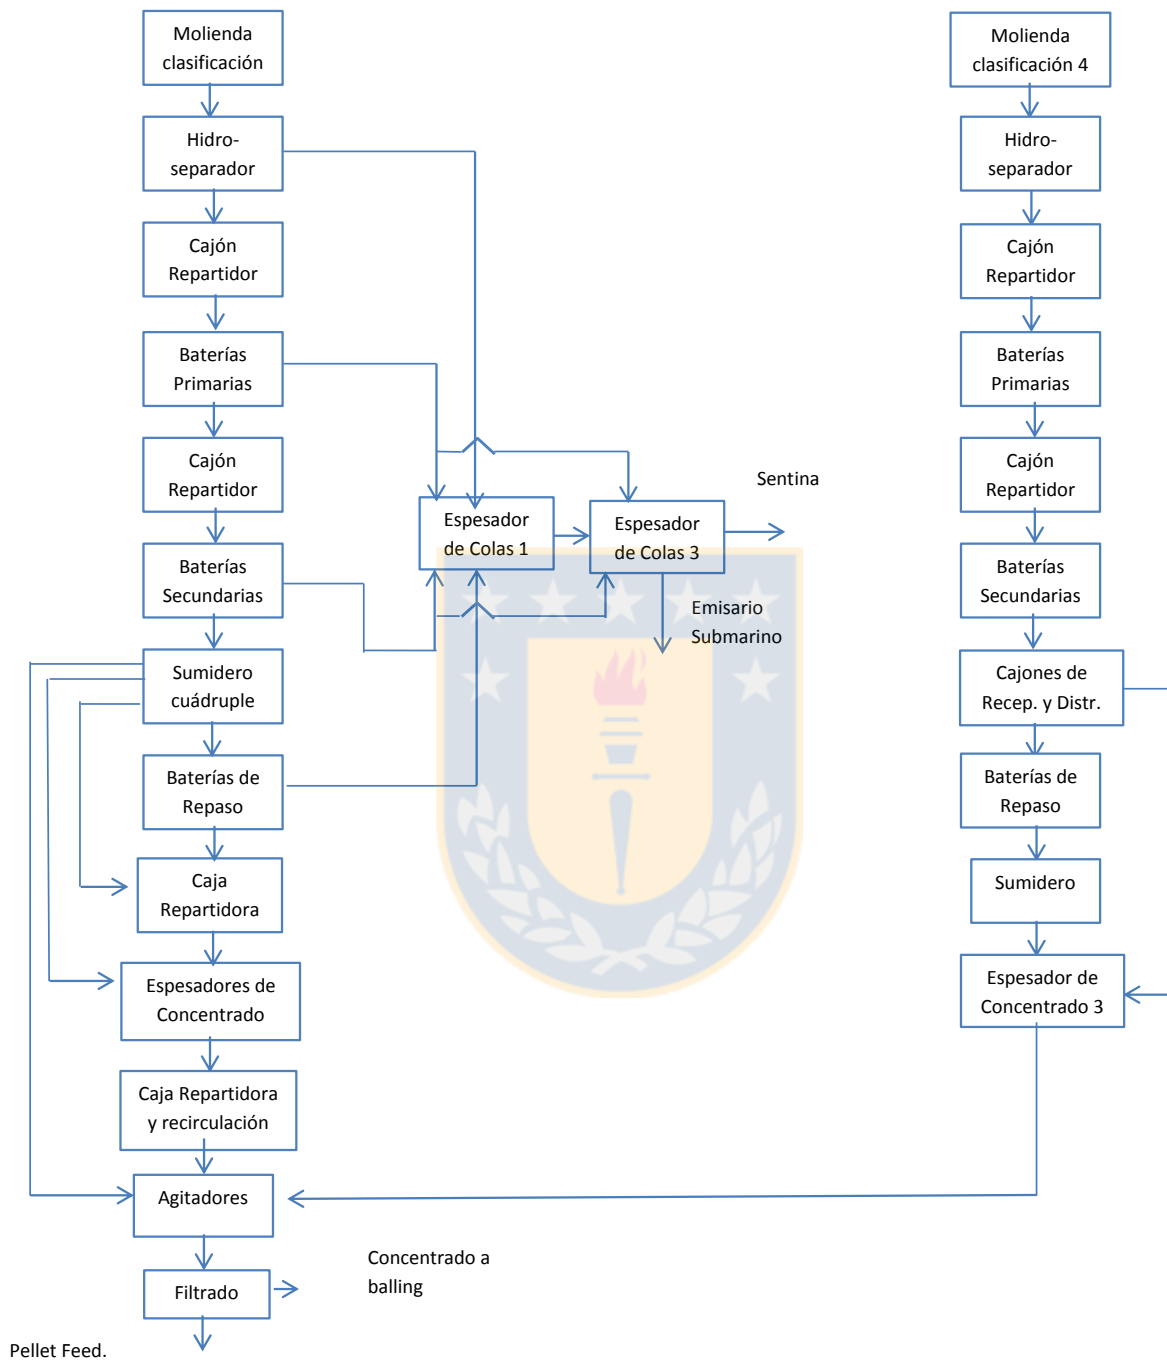 Molienda
clasificación
Hidro-
separador
Cajón
Repartidor
Baterías
Primarias
Cajón
Repartidor
Baterías
Secundarias
Sumidero
cuádruple
Baterías de
Repaso
Caja
Repartidora
Espesadores de
Concentrado
Caja Repartidora
y recirculación
Agitadores
Filtrado
Pellet Feed.
Concentrado a
balling
Espesador
de Colas 1
Espesador
de Colas 3
Sentina
Emisario
Submarino
Molienda
clasificación 4
Hidro-
separador
Cajón
Repartidor
Baterías
Primarias
Cajón
Repartidor
Baterías
Secundarias
Cajones de
Recep. y Distr.
Baterías de
Repaso
Sumidero
Espesador de
Concentrado 3